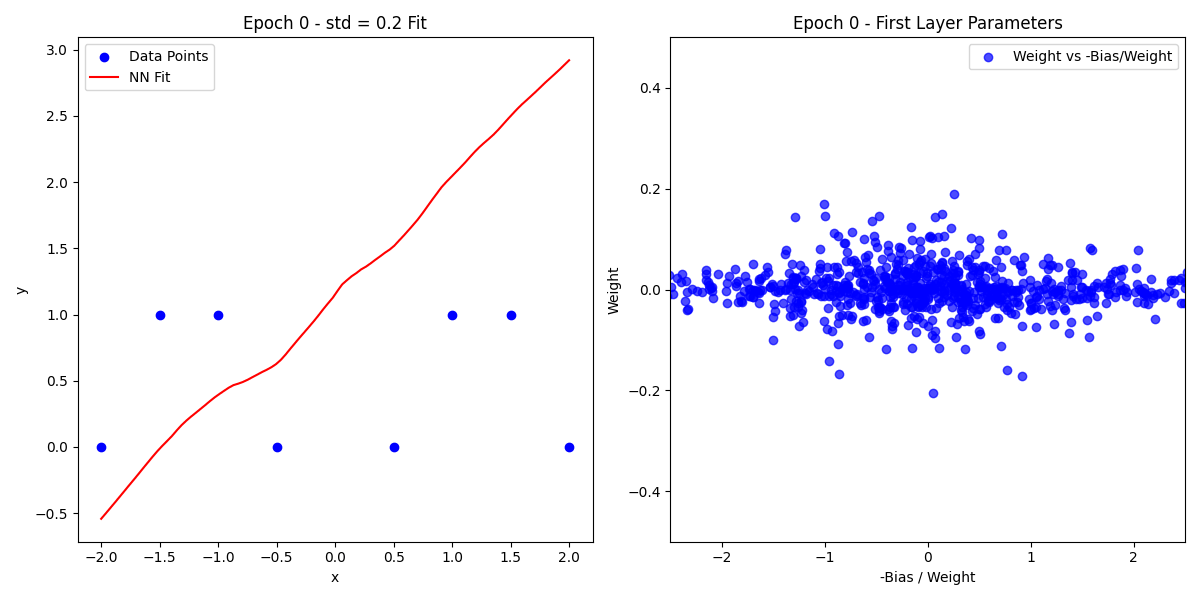 Epoch 0 - std = 0.2 Fit
Data Points
NN Fit
3.0
2.5
2.0
1.5
1.0
0.5
0.0
−0.5
y
−2.0 −1.5 −1.0 −0.5 0.0 0.5 1.0 1.5 2.0
x
Epoch 0 - First Layer Parameters
Weight vs -Bias/Weight
0.4
0.2
0.0
−0.2
−0.4
Weight
−2 −1 0 1 2
-Bias / Weight